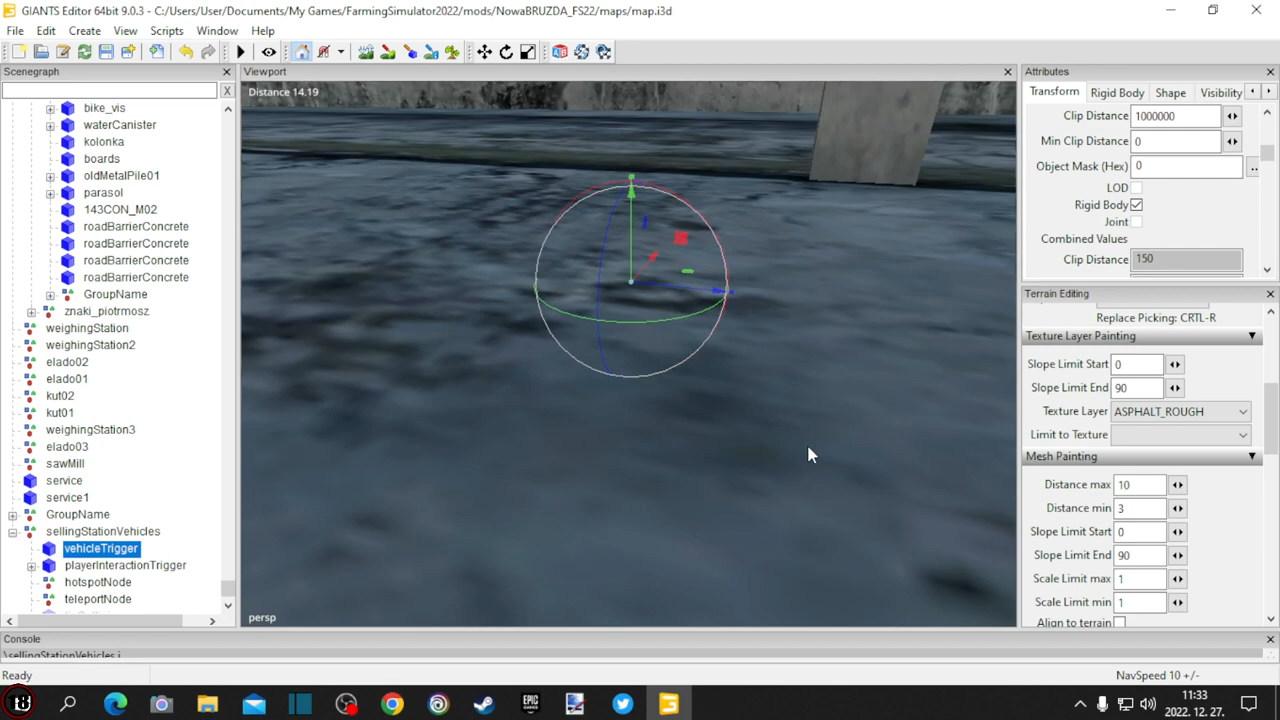 GIANTS Editor 64bit 9.0.3 - C:/Users/User/Documents/My Games/FarmingSimulator2022/mods/NowaBRUZDA_FS22/maps/map.i3d
File Edit Create View Scripts Window Help
Scenegraph
X
bike_vis
waterCanister
kolonka
boards
oldMetalPile01
parasol
143CON_M02
roadBarrierConcrete
roadBarrierConcrete
roadBarrierConcrete
roadBarrierConcrete
GroupName
znaki_piotrmosz
weighingStation
weighingStation2
elado02
elado01
kut02
kut01
weighingStation3
elado03
sawMill
service
service1
GroupName
sellingStationVehicles
vehicleTrigger
playerInteractionTrigger
hotspotNode
teleportNode
Viewport
Distance 14.19
persp
Attributes
Transform Rigid Body Shape Visibility
Clip Distance 1000000
Min Clip Distance 0
Object Mask (Hex) 0 ..
LOD
Rigid Body
Joint
Combined Values
Clip Distance 150
Terrain Editing
Replace Picking: CRTL-R
Texture Layer Painting
Slope Limit Start 0
Slope Limit End 90
Texture Layer ASPHALT_ROUGH
Limit to Texture
Mesh Painting
Distance max 10
Distance min 3
Slope Limit Start 0
Slope Limit End 90
Scale Limit max 1
Scale Limit min 1
Align to terrain
Console
\sellingStationVehicles.i
Ready
NavSpeed 10 +/-
EPIC GAMES
11:33
2022. 12. 27.